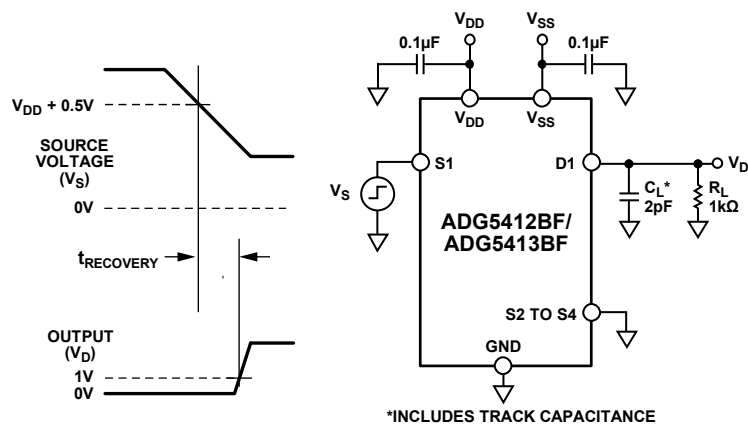 V_DD + 0.5V
SOURCE
VOLTAGE
(V_S)
0V
t_RECOVERY
OUTPUT
(V_D)
1V
0V
V_DD
V_SS
0.1µF
0.1µF
V_DD
V_SS
S1
D1
V_D
V_S
C_L*
2pF
R_L
1kΩ
ADG5412BF/
ADG5413BF
S2 TO S4
GND
*INCLUDES TRACK CAPACITANCE